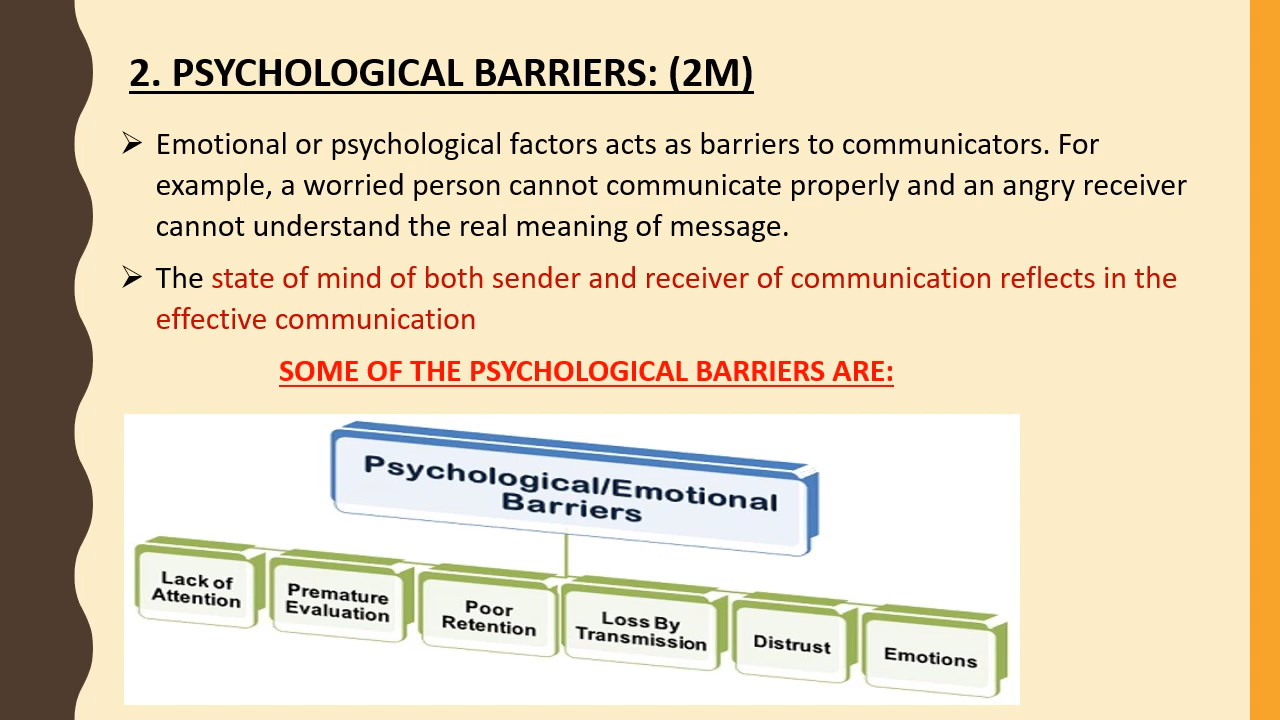 2. PSYCHOLOGICAL BARRIERS: (2M)
Emotional or psychological factors acts as barriers to communicators. For
example, a worried person cannot communicate properly and an angry receiver
cannot understand the real meaning of message.
The state of mind of both sender and receiver of communication reflects in the
effective communication
SOME OF THE PSYCHOLOGICAL BARRIERS ARE:
Psychological/Emotional
Barriers
Lack of
Attention
Premature
Evaluation
Poor
Retention
Loss By
Transmission
Distrust
Emotions